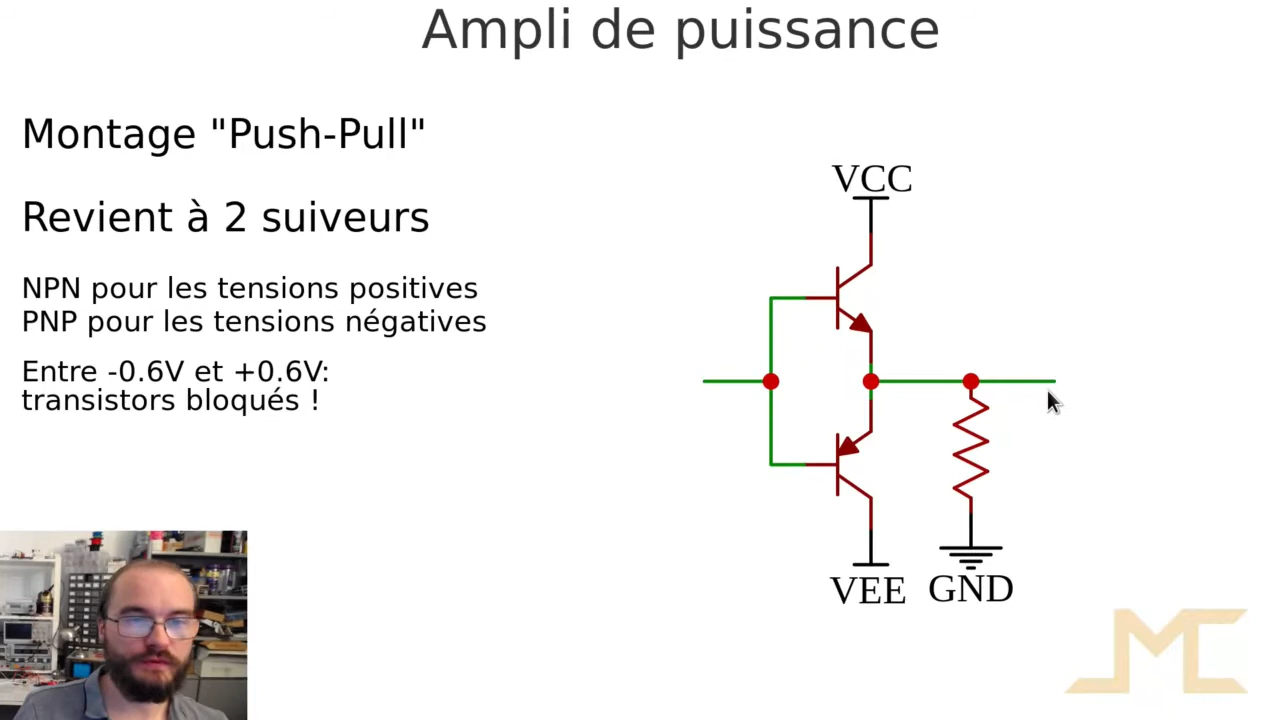 Ampli de puissance
Montage "Push-Pull"
Revient à 2 suiveurs
NPN pour les tensions positives
PNP pour les tensions négatives
Entre -0.6V et +0.6V:
transistors bloqués !
VCC
VEE
GND
MC